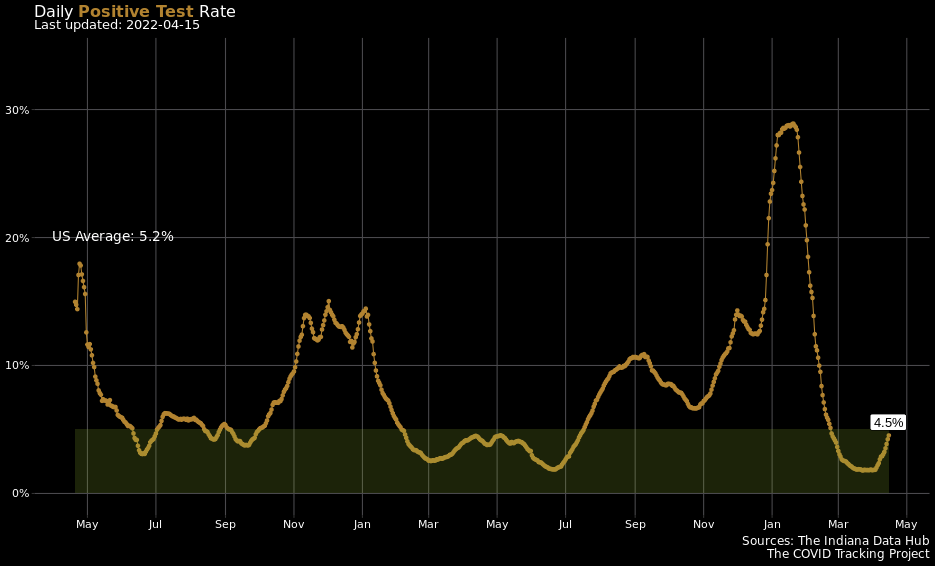 Daily Positive Test Rate
Last updated: 2022-04-15
30%
US Average: 5.2%
20%
10%
4.5%
0%
May Jul Sep Nov Jan Mar May Jul Sep Nov Jan Mar May
Sources: The Indiana Data Hub
The COVID Tracking Project